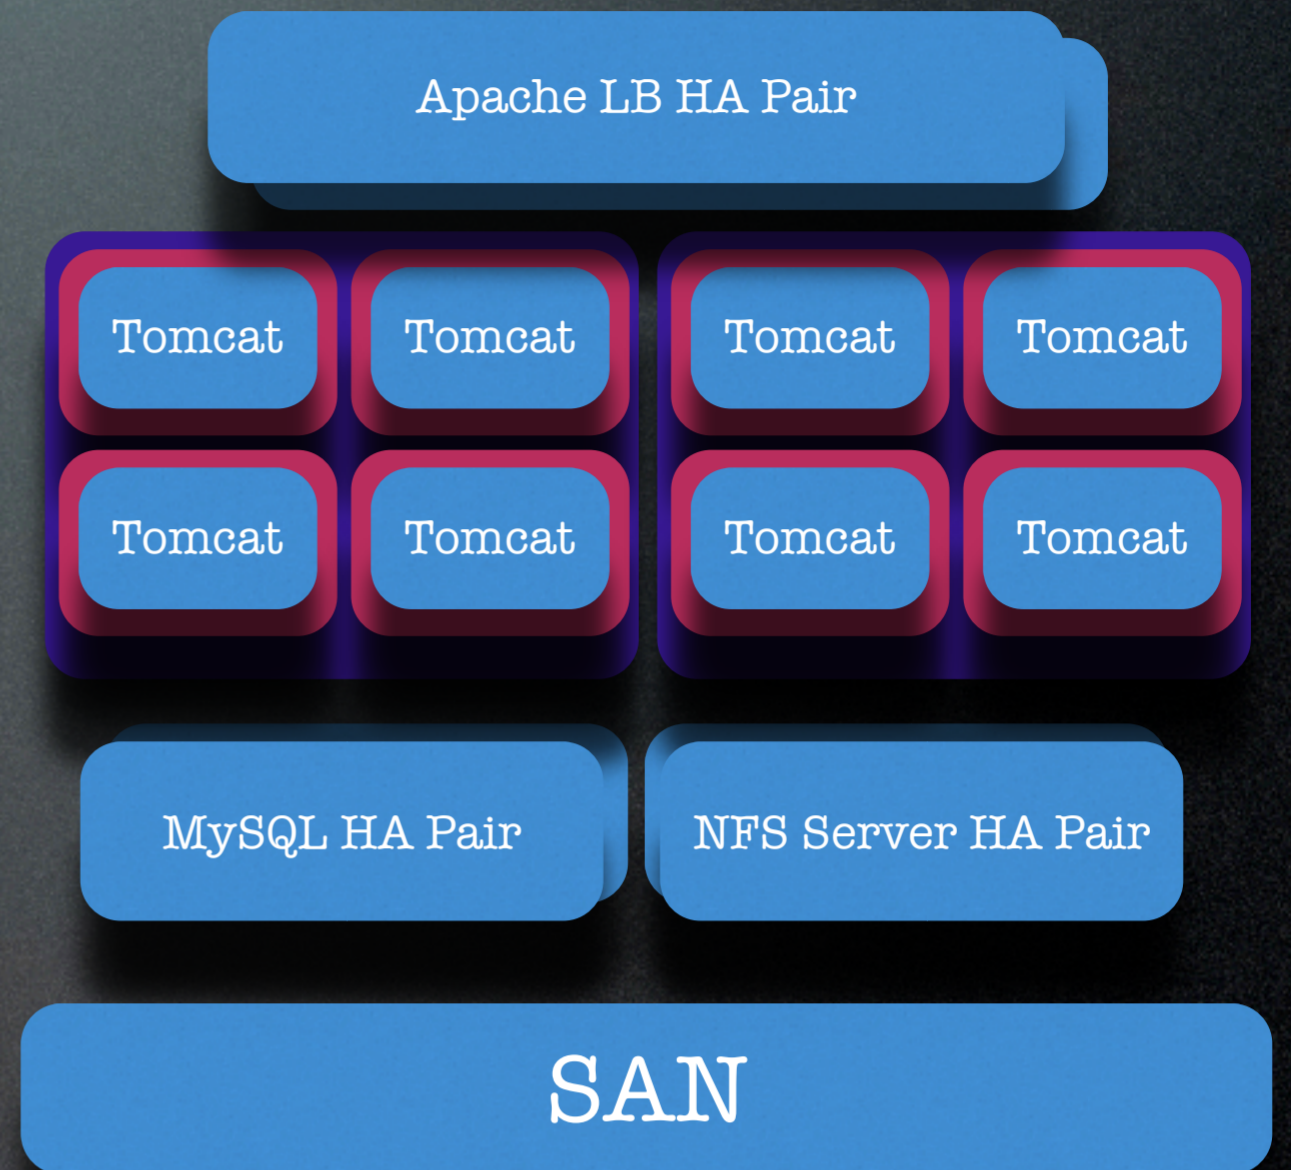 Apache LB HA Pair
Tomcat Tomcat Tomcat Tomcat
Tomcat Tomcat Tomcat Tomcat
MySQL HA Pair NFS Server HA Pair
SAN